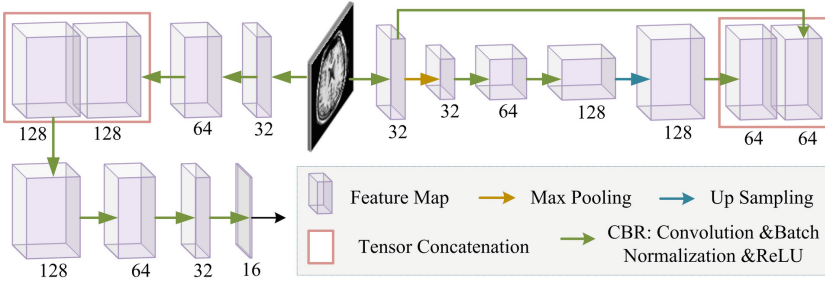 128 128 64 32 32 32 64 128 128 64 64
128 64 32 16
Feature Map Max Pooling Up Sampling
Tensor Concatenation CBR: Convolution &Batch
Normalization &ReLU